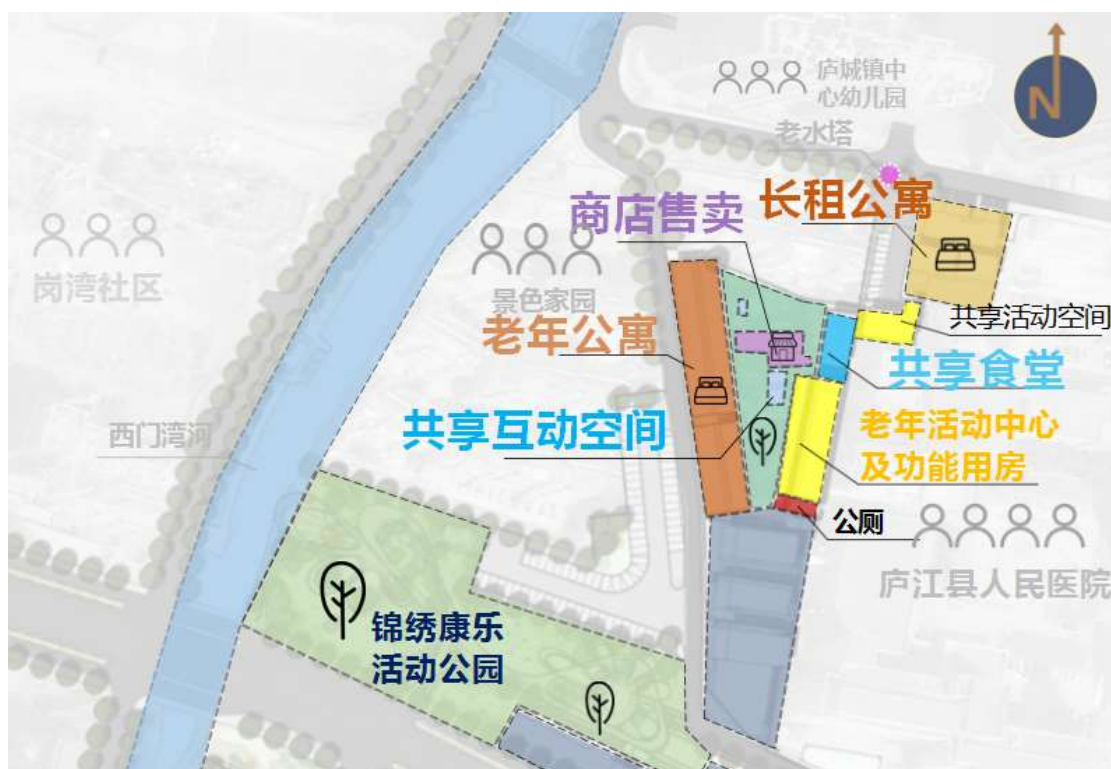 庐城镇中
心幼儿园
N
老水塔
商店售卖
长租公寓
岗湾社区
景色家园
共享活动空间
老年公寓
共享食堂
共享互动空间
西门湾河
老年活动中心
及功能用房
公厕
庐江县人民医院
锦绣康乐
活动公园